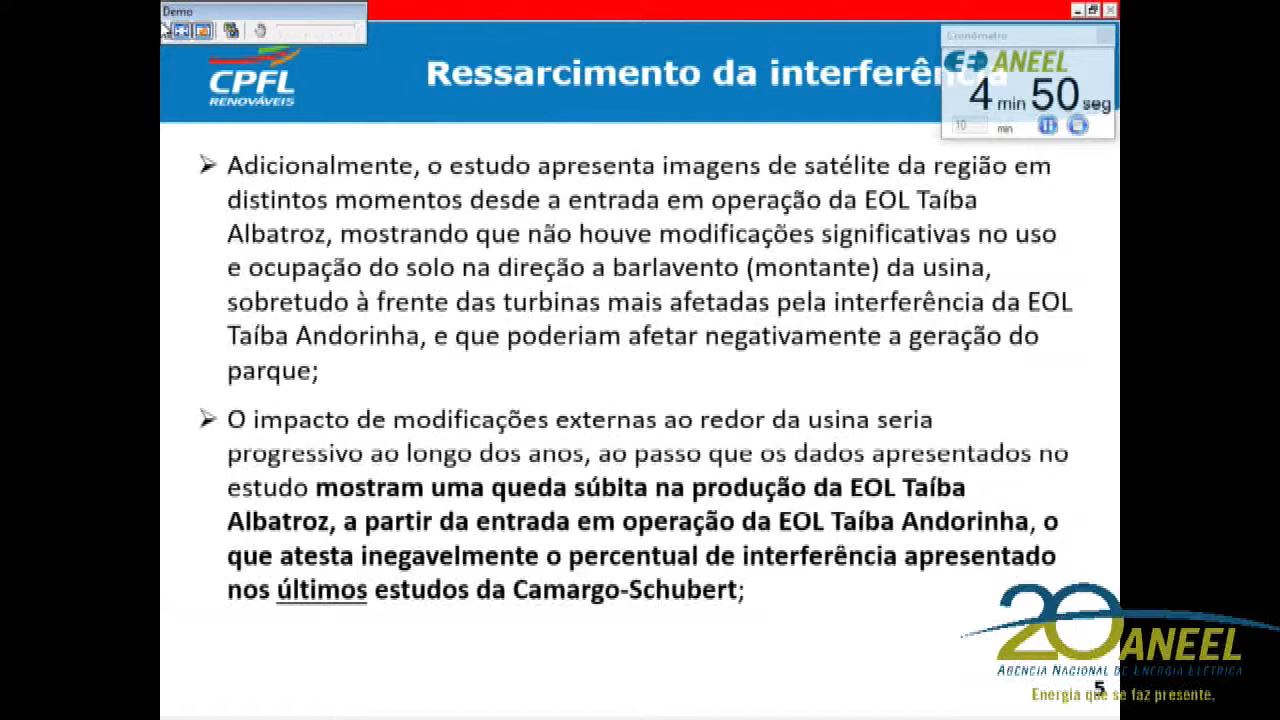 Demo
CPFL
RENOVÁVEIS
Ressarcimento da interferência
Cronômetro
ANEEL
4 min 50 seg
10 min
Adicionalmente, o estudo apresenta imagens de satélite da região em
distintos momentos desde a entrada em operação da EOL Taíba
Albatroz, mostrando que não houve modificações significativas no uso
e ocupação do solo na direção a barlavento (montante) da usina,
sobretudo à frente das turbinas mais afetadas pela interferência da EOL
Taíba Andorinha, e que poderiam afetar negativamente a geração do
parque;
O impacto de modificações externas ao redor da usina seria
progressivo ao longo dos anos, ao passo que os dados apresentados no
estudo mostram uma queda súbita na produção da EOL Taíba
Albatroz, a partir da entrada em operação da EOL Taíba Andorinha, o
que atesta inegavelmente o percentual de interferência apresentado
nos últimos estudos da Camargo-Schubert;
20 ANEEL
AGENCIA NACIONAL DE ENERGIA ELÉTRICA
Energia que se faz presente.
5